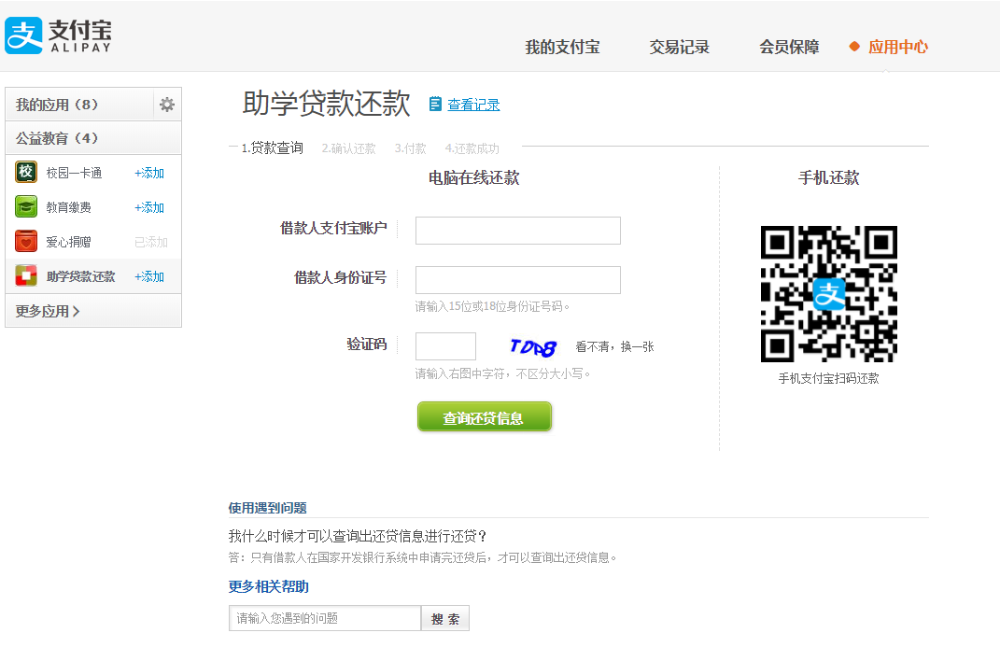 支付宝
ALIPAY
我的支付宝 交易记录 会员保障 应用中心
我的应用（8）
公益教育（4）
校 校园一卡通 +添加
教育缴费 +添加
爱心捐赠 已添加
助学贷款还款 +添加
更多应用
助学贷款还款 查看记录
1.贷款查询 2.确认还款 3.付款 4.还款成功
电脑在线还款
借款人支付宝账户
借款人身份证号
请输入15位或18位身份证号码。
验证码 TDA8 看不清，换一张
请输入右图中字符，不区分大小写。
查询还贷信息
手机还款
支
手机支付宝扫码还款
使用遇到问题
我什么时候才可以查询出还贷信息进行还贷？
答：只有借款人在国家开发银行系统中申请完还贷后，才可以查询出还贷信息。
更多相关帮助
请输入您遇到的问题 搜 索